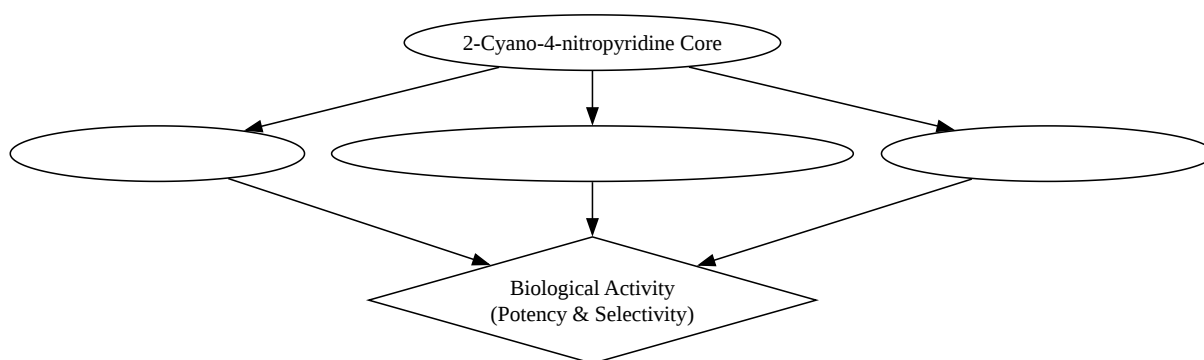 2-Cyano-4-nitropyridine Core
Biological Activity
(Potency & Selectivity)